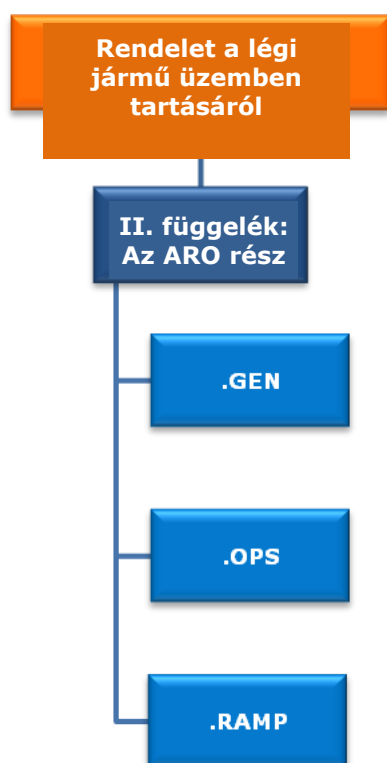 Rendelet a légi
jármű üzemben
tartásáról
II. függelék:
Az ARO rész
.GEN
.OPS
.RAMP